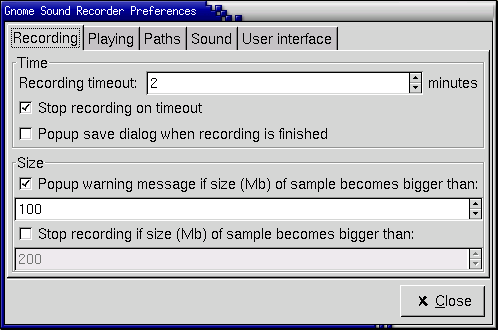 Gnome Sound Recorder Preferences
Recording Playing Paths Sound User interface
Time
Recording timeout: 2 minutes
Stop recording on timeout
Popup save dialog when recording is finished
Size
Popup warning message if size (Mb) of sample becomes bigger than:
100
Stop recording if size (Mb) of sample becomes bigger than:
200
Close